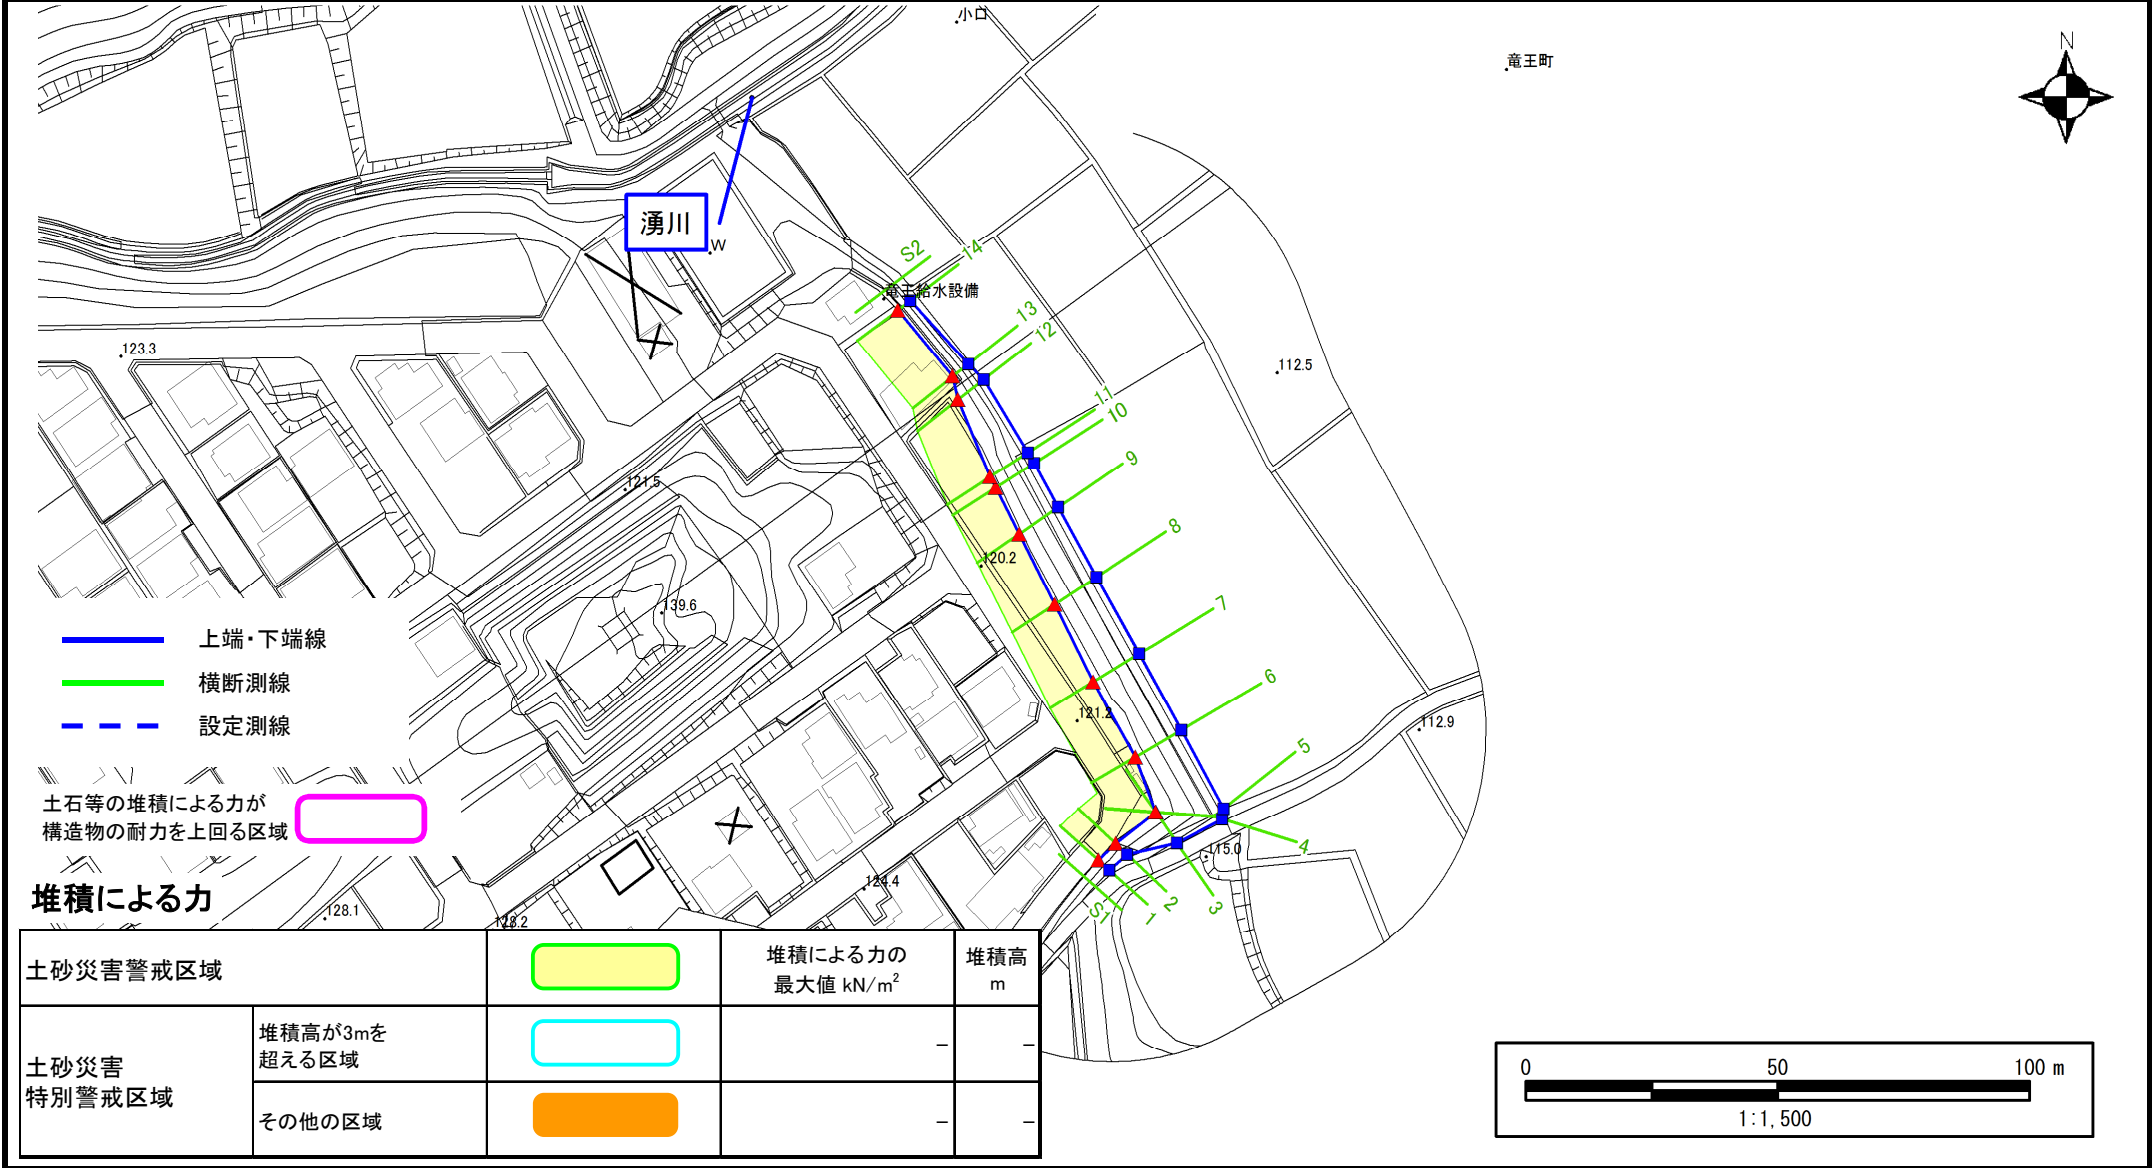 小口
竜王町
N
湧川
W
S2
14
竜王給水設備
13
12
123.3
112.5
11
10
9
121.5
8
120.2
7
139.6
上端・下端線
横断測線
設定測線
6
121.2
112.9
5
土石等の堆積による力が
構造物の耐力を上回る区域
4
115.0
3
2
1
S1
124.4
128.1
128.2
堆積による力
土砂災害警戒区域
堆積による力の
最大値 kN/m²
堆積高
m
土砂災害
特別警戒区域
堆積高が3mを
超える区域
–
–
その他の区域
–
–
0
50
100 m
1:1,500